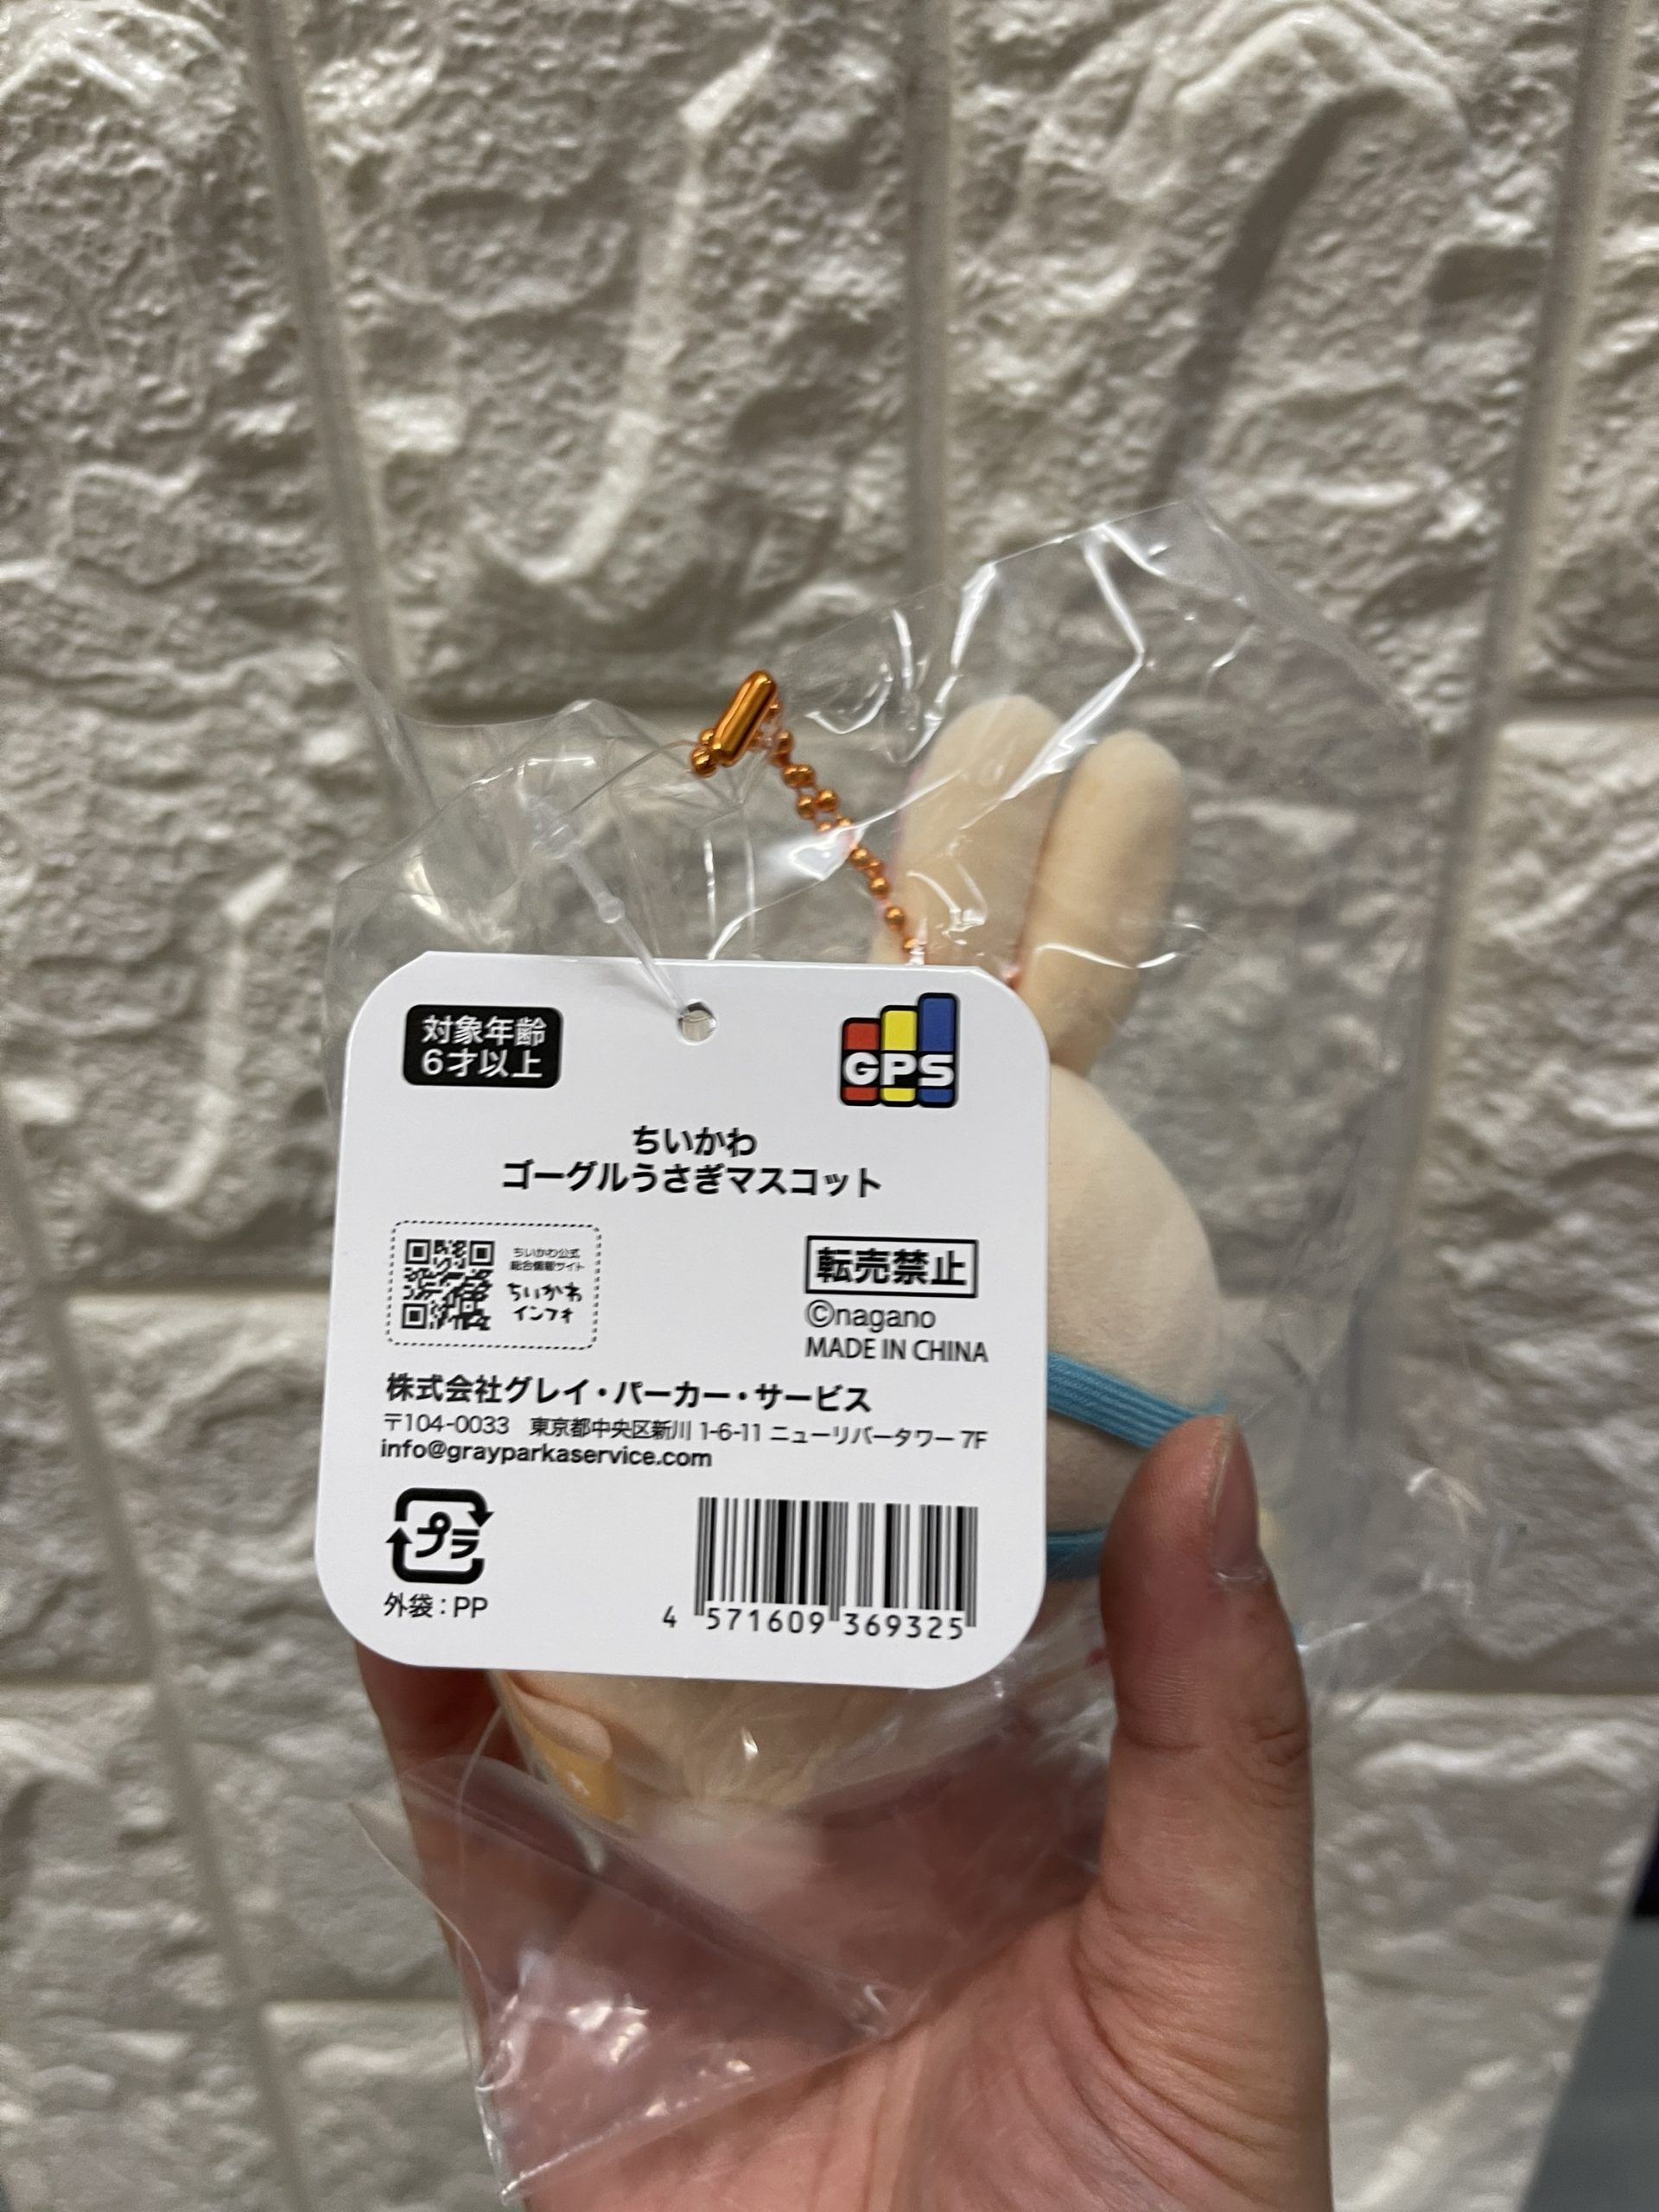 対象年齢
6才以上
GPS
ちいかわ
ゴーグルうさぎマスコット
ちいかわ公式
総合情報サイト
ちいかわ
インフォ
転売禁止
©nagano
MADE IN CHINA
株式会社グレイ・パーカー・サービス
〒104-0033 東京都中央区新川 1-6-11 ニューリバータワー 7F
info@grayparkaservice.com
プラ
外袋:PP
4 571609 369325